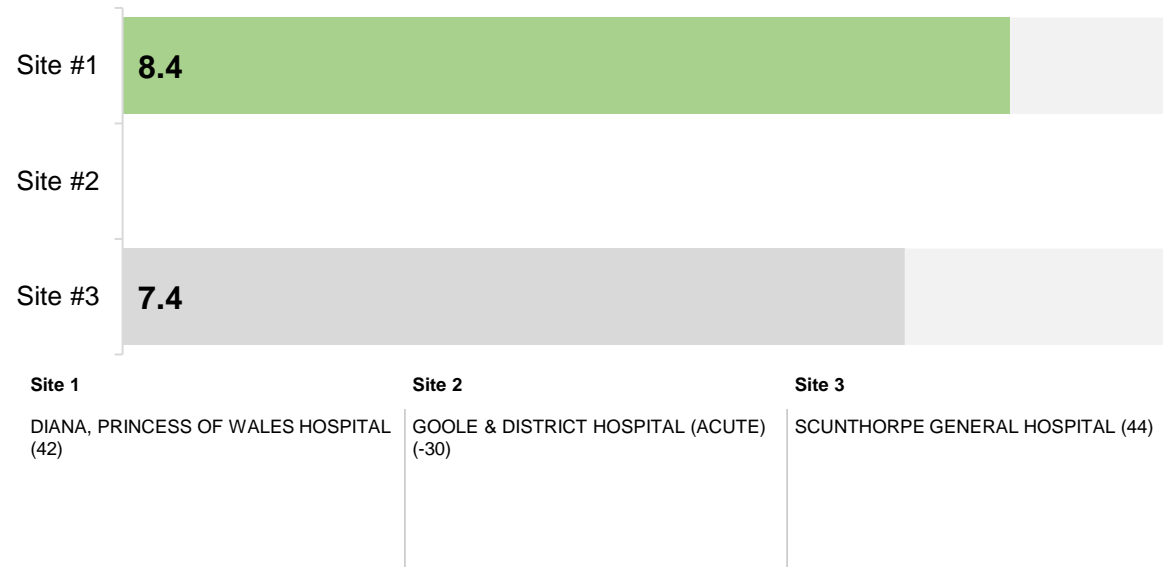 Site #1
8.4
Site #2
Site #3
7.4
Site 1
DIANA, PRINCESS OF WALES HOSPITAL
(42)
Site 2
GOOLE & DISTRICT HOSPITAL (ACUTE)
(-30)
Site 3
SCUNTHORPE GENERAL HOSPITAL (44)